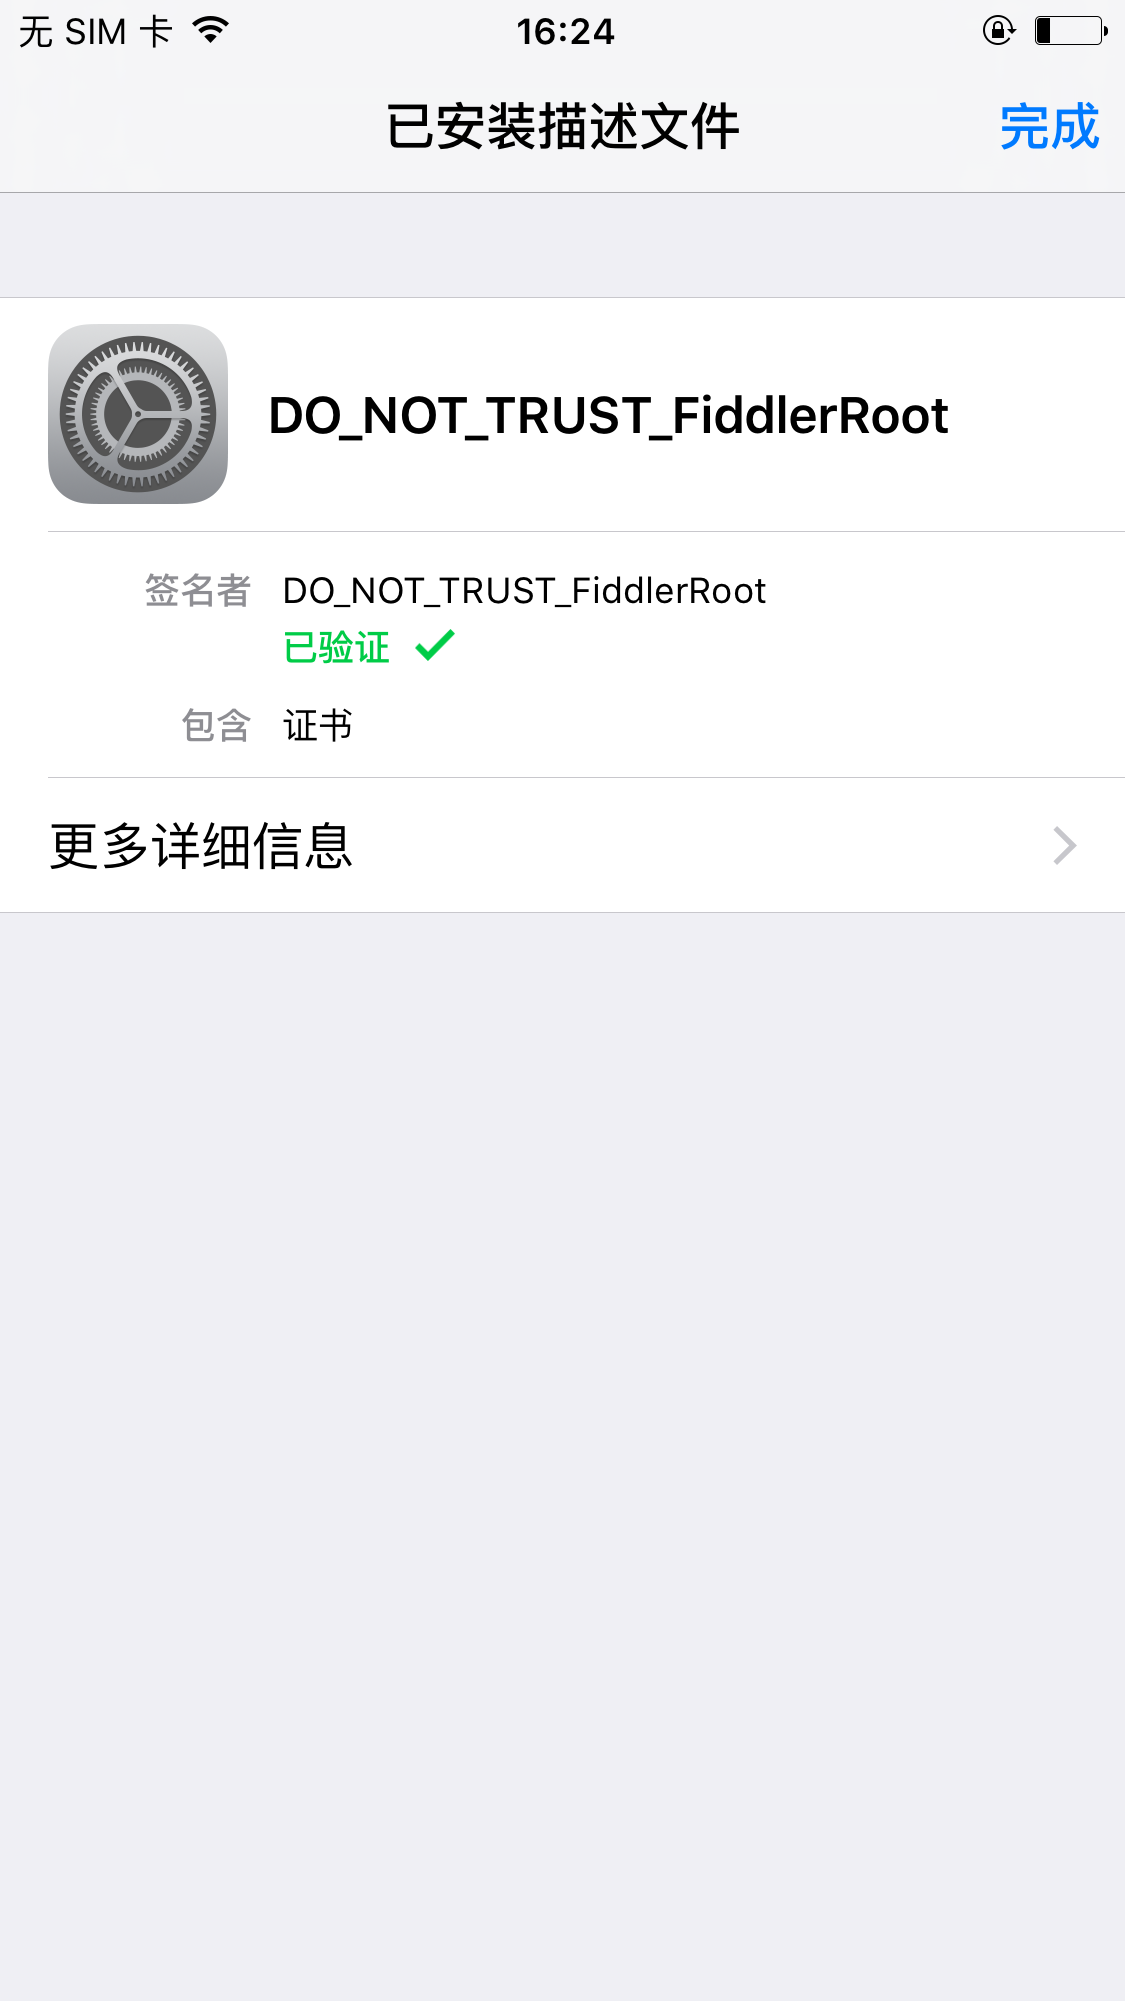 无 SIM 卡 16:24
已安装描述文件 完成
DO_NOT_TRUST_FiddlerRoot
签名者 DO_NOT_TRUST_FiddlerRoot
已验证
包含 证书
更多详细信息